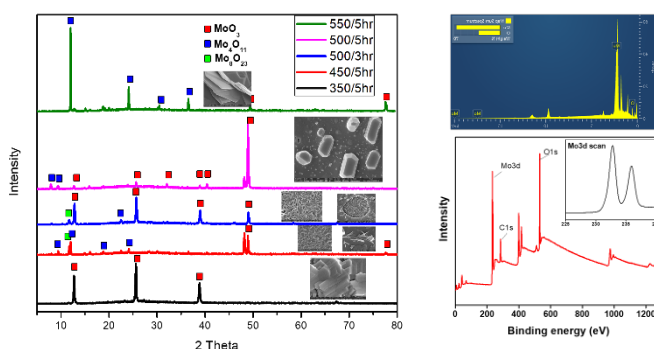 MoO3
Mo4O11
Mo8O23
550/5hr
500/5hr
500/3hr
450/5hr
350/5hr
Intensity
10
20
30
40
50
60
70
80
2 Theta
Mo3d
C1s
O1s
Mo3d scan
Intensity
0
200
400
600
800
1000
1200
Binding energy (eV)